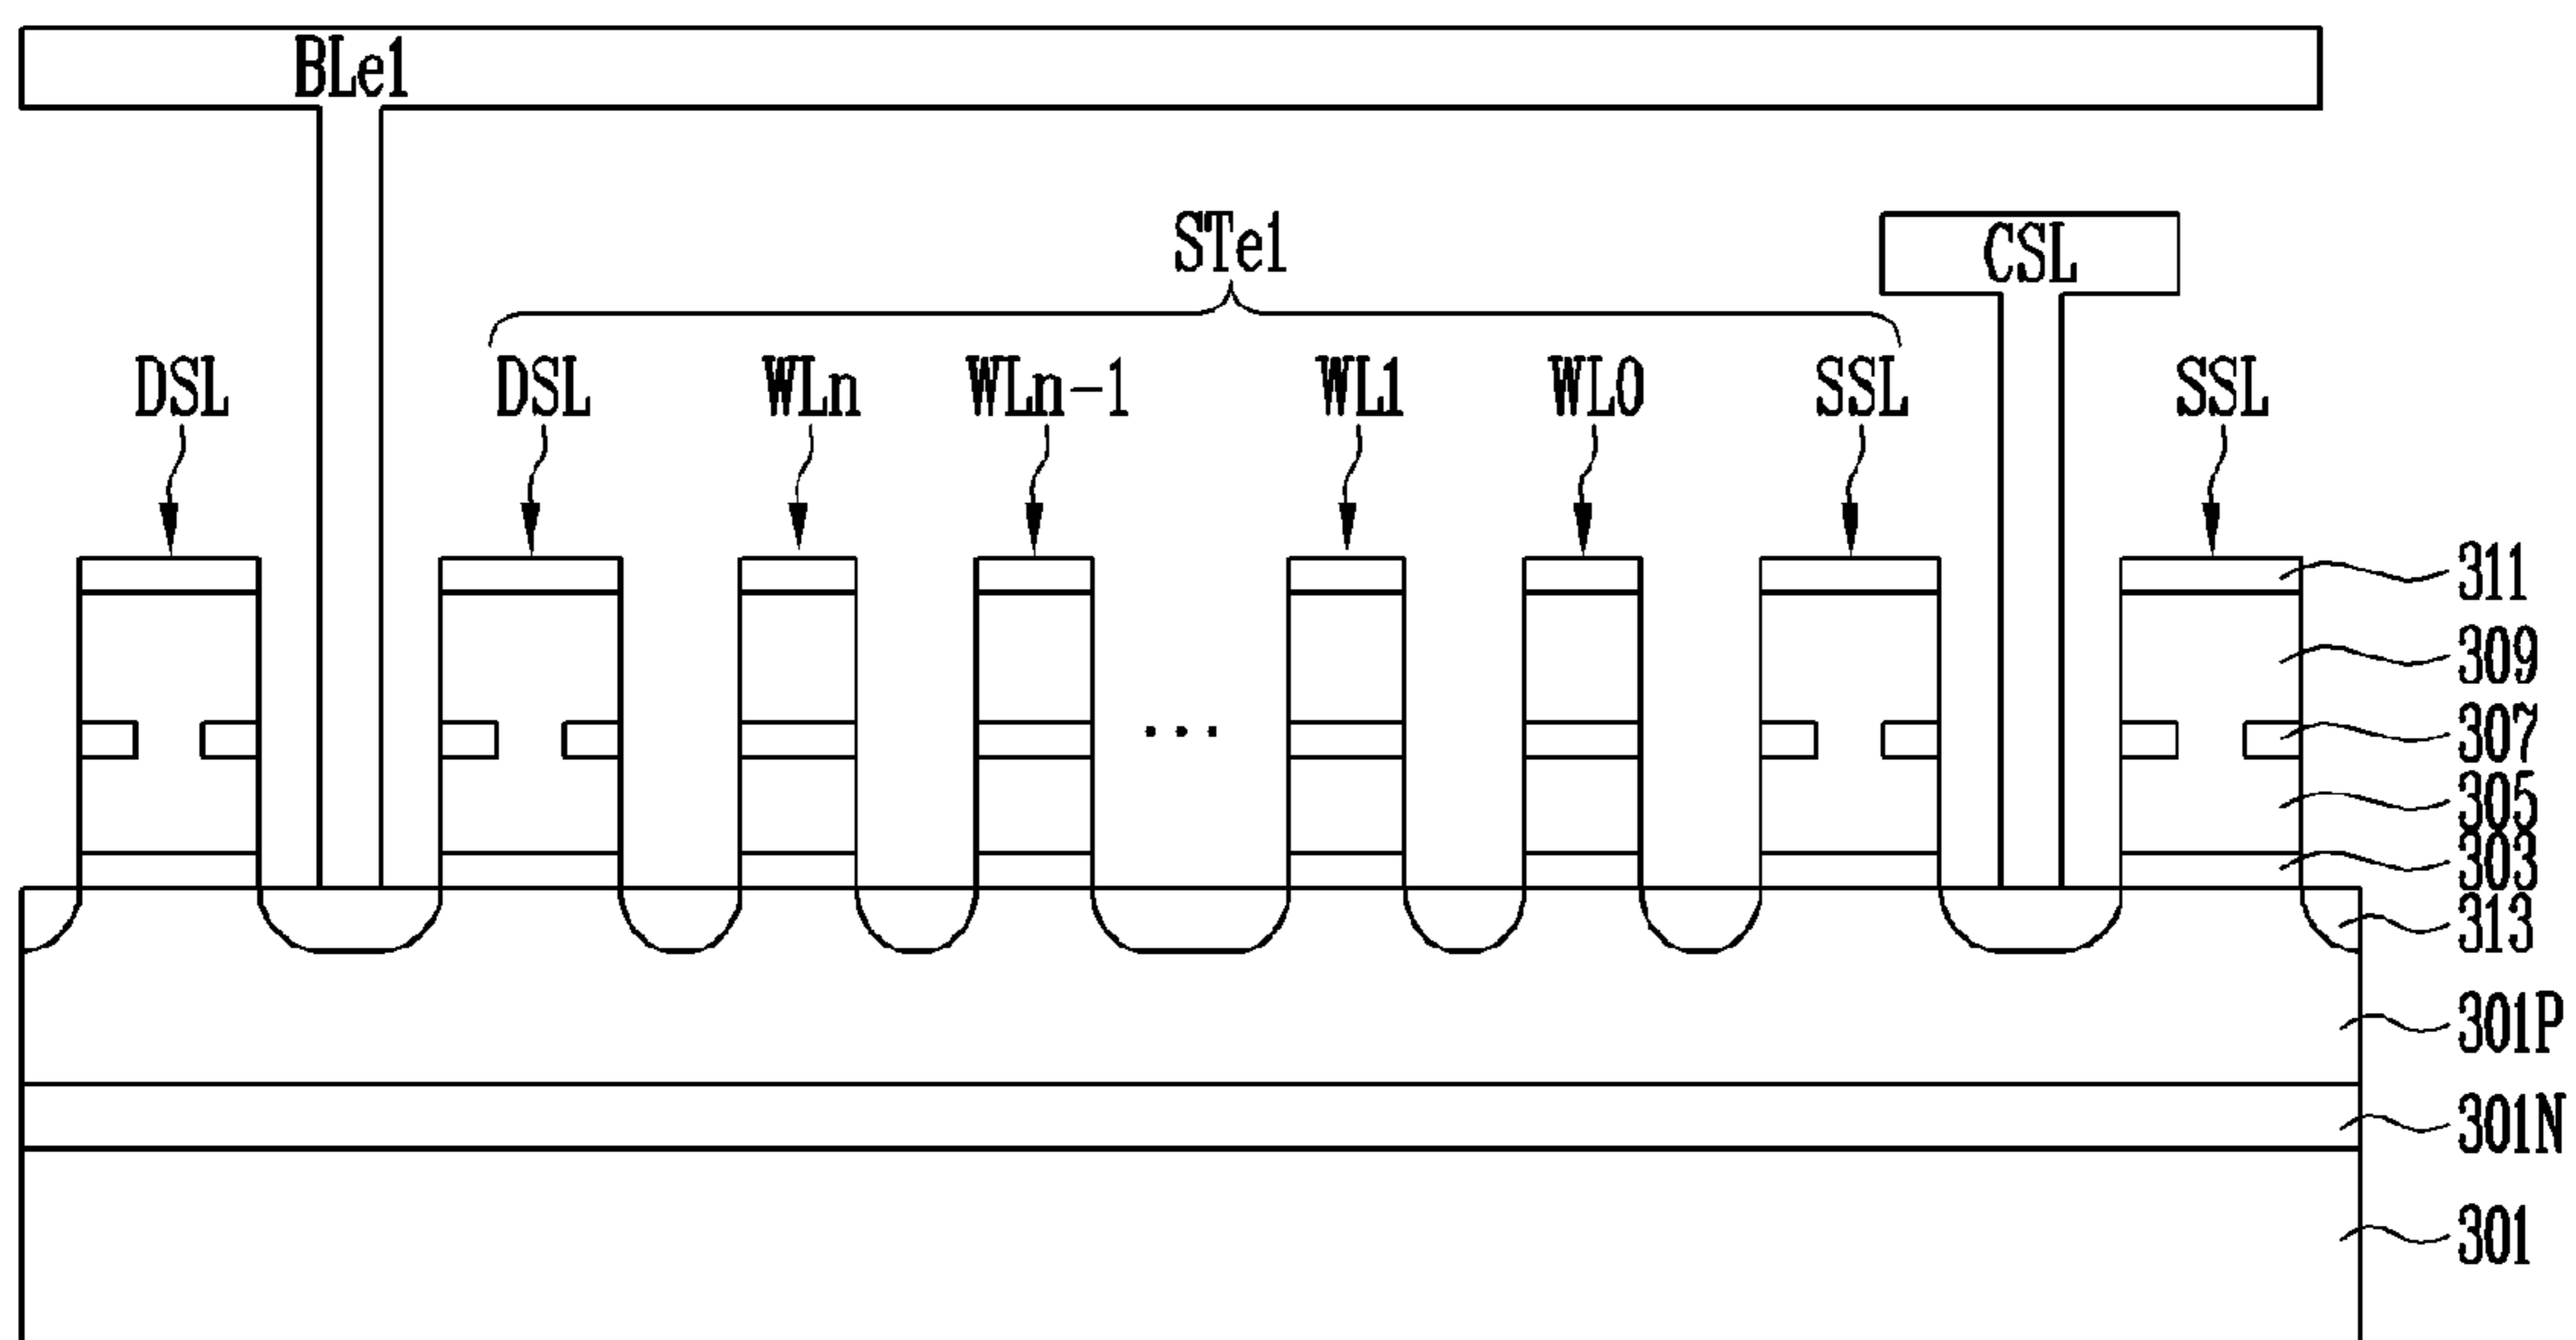 BLe1
STe1
CSL
DSL DSL WLn WLn-1 WL1 WL0 SSL SSL
...
311
309
307
305
303
313
301P
301N
301